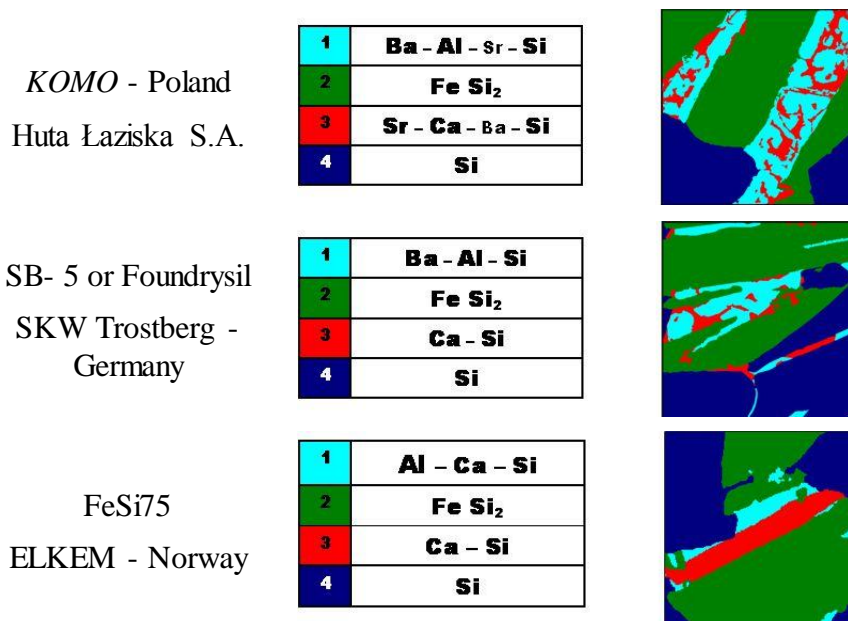 KOMO - Poland
Huta Łaziska S.A.
1 Ba - Al - Sr - Si
2 Fe Si₂
3 Sr - Ca - Ba - Si
4 Si
SB- 5 or Foundrysil
SKW Trostberg -
Germany
1 Ba - Al - Si
2 Fe Si₂
3 Ca - Si
4 Si
FeSi75
ELKEM - Norway
1 Al - Ca - Si
2 Fe Si₂
3 Ca - Si
4 Si